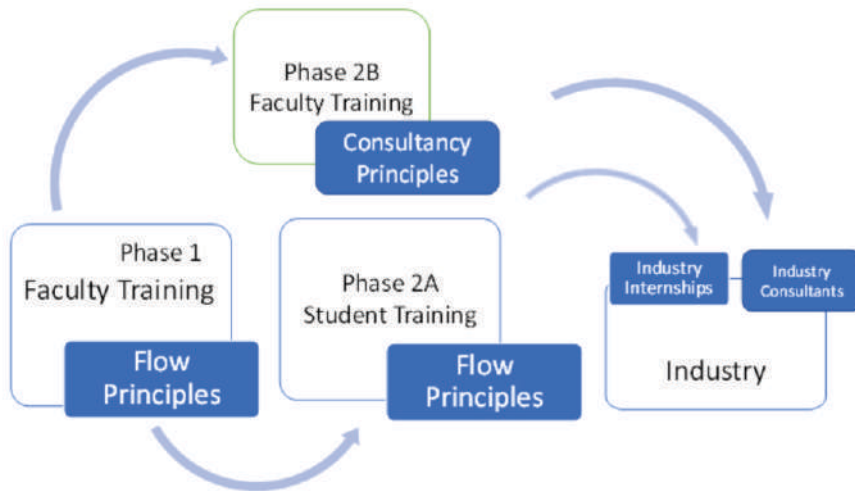 Phase 2B
Faculty Training
Consultancy
Principles
Phase 1
Faculty Training
Flow
Principles
Phase 2A
Student Training
Flow
Principles
Industry
Internships
Industry
Consultants
Industry